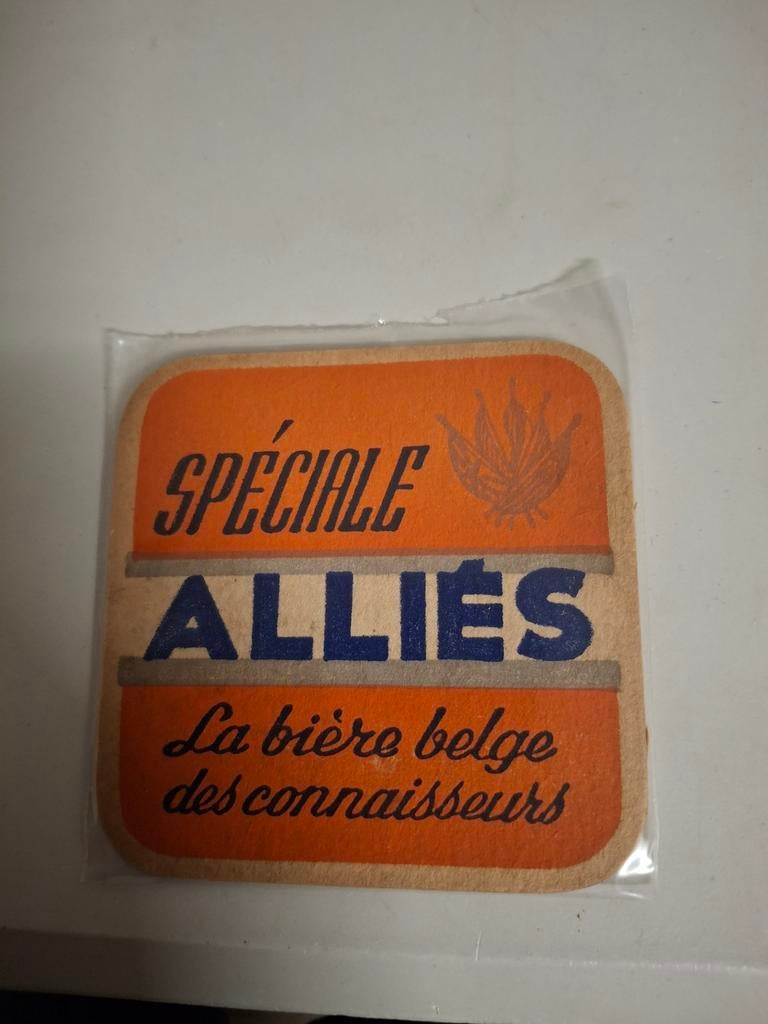 SPÉCIALE
ALLIÉS
La bière belge
des connaisseurs